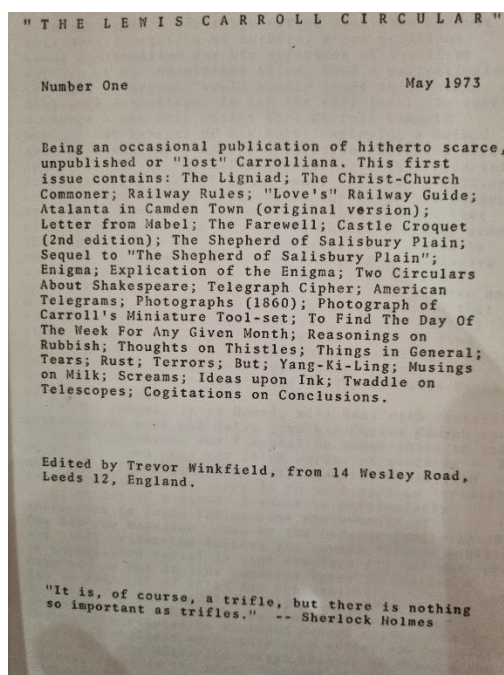 "THE LEWIS CARROLL CIRCULAR"
Number One May 1973
Being an occasional publication of hitherto scarce,
unpublished or "lost" Carrolliana. This first
issue contains: The Ligniad; The Christ-Church
Commoner; Railway Rules; "Love's" Railway Guide;
Atalanta in Camden Town (original version);
Letter from Mabel; The Farewell; Castle Croquet
(2nd edition); The Shepherd of Salisbury Plain;
Sequel to "The Shepherd of Salisbury Plain";
Enigma; Explication of the Enigma; Two Circulars
About Shakespeare; Telegraph Cipher; American
Telegrams; Photographs (1860); Photograph of
Carroll's Miniature Tool-set; To Find The Day Of
The Week For Any Given Month; Reasonings on
Rubbish; Thoughts on Thistles; Things in General;
Tears; Rust; Terrors; But; Yang-Ki-Ling; Musings
on Milk; Screams; Ideas upon Ink; Twaddle on
Telescopes; Cogitations on Conclusions.
Edited by Trevor Winkfield, from 14 Wesley Road,
Leeds 12, England.
"It is, of course, a trifle, but there is nothing
so important as trifles." -- Sherlock Holmes